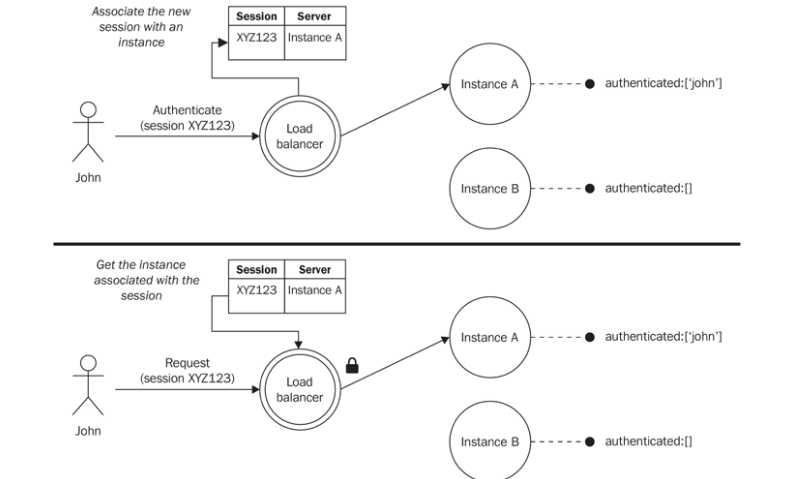 Associate the new
session with an
instance
Session Server
XYZ123 Instance A
Authenticate
(session XYZ123)
John
Load
balancer
Instance A
authenticated:['john']
Instance B
authenticated:[]
Get the instance
associated with the
session
Session Server
XYZ123 Instance A
Request
(session XYZ123)
John
Load
balancer
Instance A
authenticated:['john']
Instance B
authenticated:[]